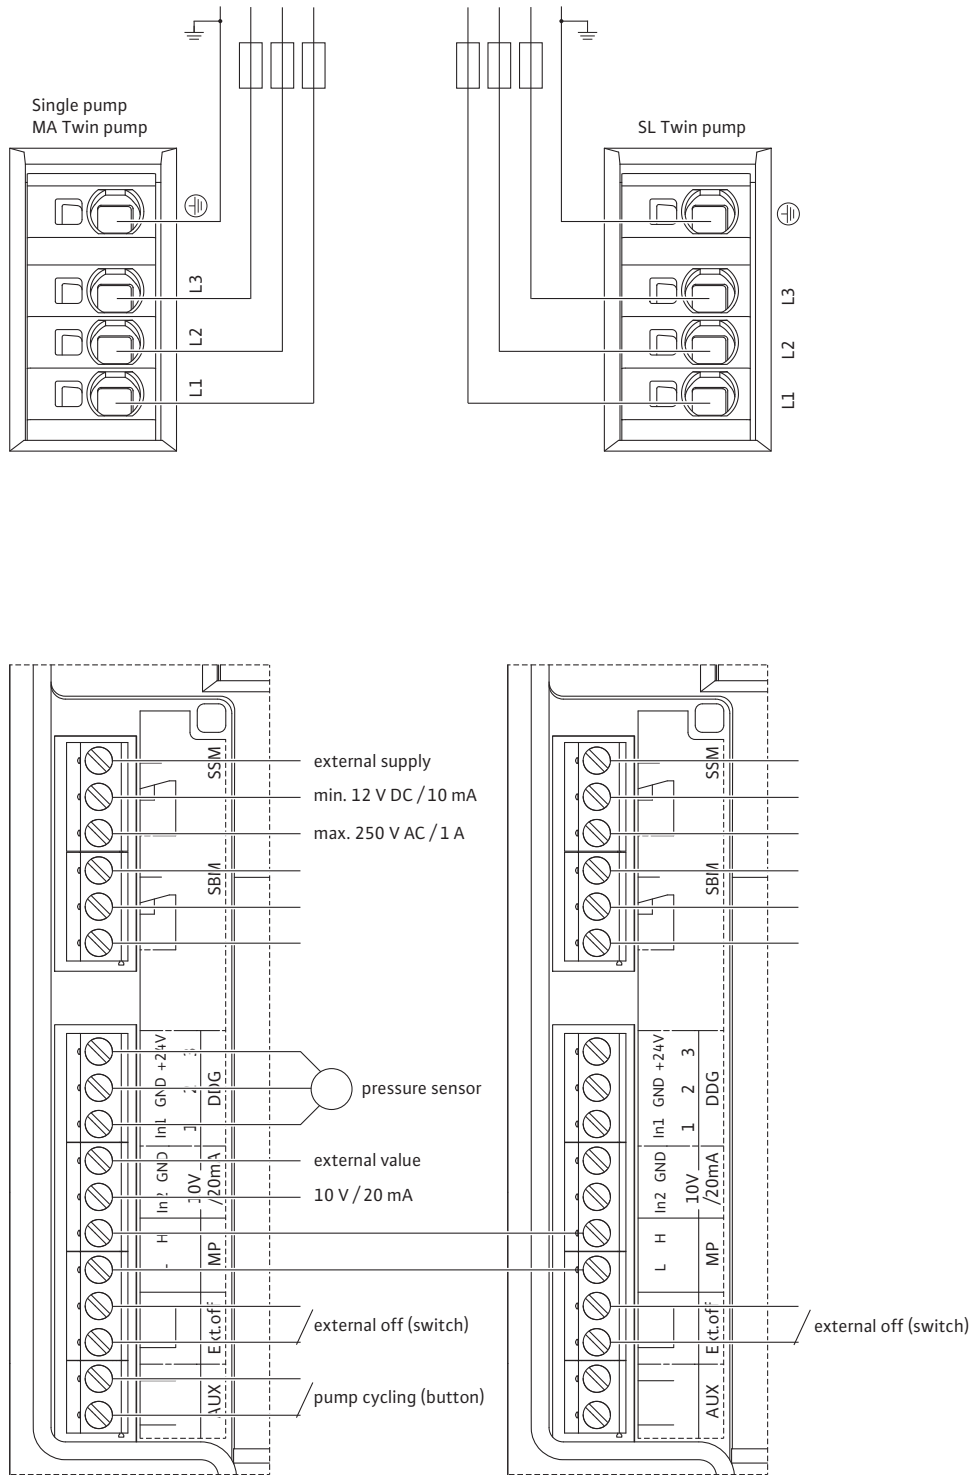 Single pump
MA Twin pump
SL Twin pump
L3
L2
L1
L3
L2
L1
SSM
external supply
min. 12 V DC / 10 mA
max. 250 V AC / 1 A
SBM
SSM
SBM
+24V
GND
In1
3
2
1
DDG
pressure sensor
GND
In2
10V
/20mA
external value
10 V / 20 mA
H
MP
Ext.off
external off (switch)
AUX
pump cycling (button)
+24V
GND
In1
3
2
1
DDG
GND
In2
10V
/20mA
H
L
MP
Ext.off
external off (switch)
AUX